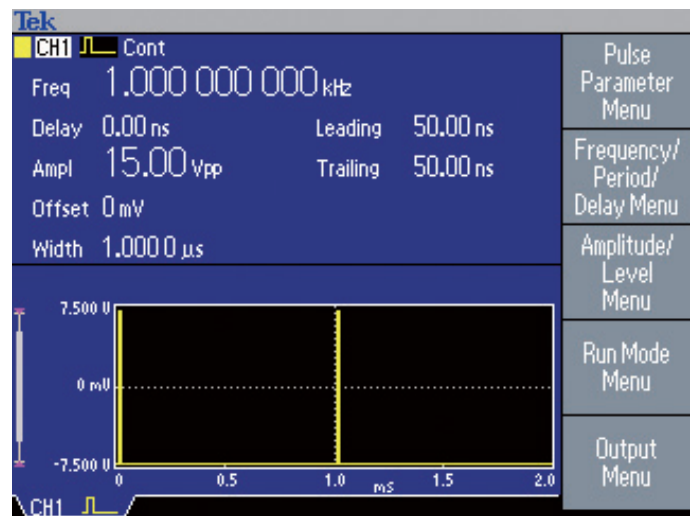 Tek
CH1 Cont
Freq 1.000 000 000 kHz
Delay 0.00 ns Leading 50.00 ns
Ampl 15.00 Vpp Trailing 50.00 ns
Offset 0 mV
Width 1.000 0 µs
7.500 V
0 mV
-7.500 V
0 0.5 1.0 ms 1.5 2.0
CH1
Pulse
Parameter
Menu
Frequency/
Period/
Delay Menu
Amplitude/
Level
Menu
Run Mode
Menu
Output
Menu